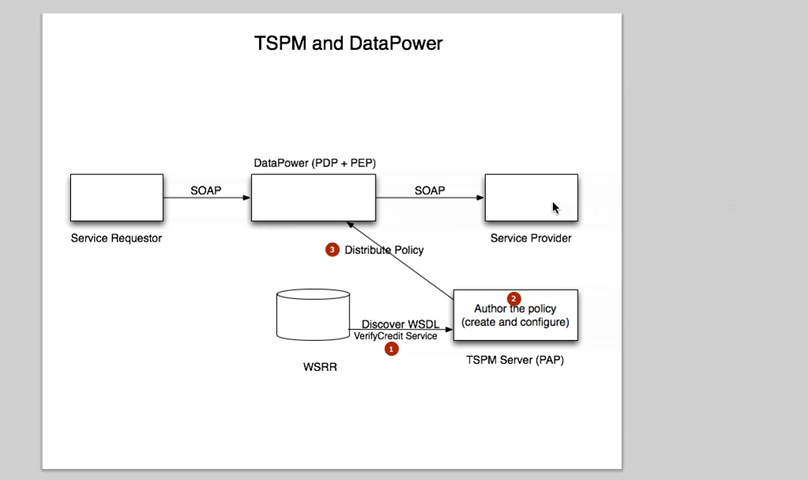 TSPM and DataPower
DataPower (PDP + PEP)
SOAP
SOAP
Service Requestor
Service Provider
3 Distribute Policy
2
Author the policy
(create and configure)
Discover WSDL
VerifyCredit Service
1
WSRR
TSPM Server (PAP)